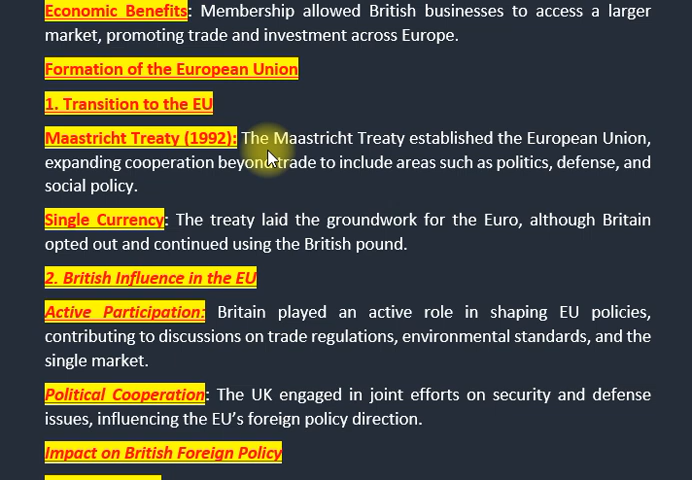 Economic Benefits: Membership allowed British businesses to access a larger
market, promoting trade and investment across Europe.
Formation of the European Union
1. Transition to the EU
Maastricht Treaty (1992): The Maastricht Treaty established the European Union,
expanding cooperation beyond trade to include areas such as politics, defense, and
social policy.
Single Currency: The treaty laid the groundwork for the Euro, although Britain
opted out and continued using the British pound.
2. British Influence in the EU
Active Participation: Britain played an active role in shaping EU policies,
contributing to discussions on trade regulations, environmental standards, and the
single market.
Political Cooperation: The UK engaged in joint efforts on security and defense
issues, influencing the EU’s foreign policy direction.
Impact on British Foreign Policy